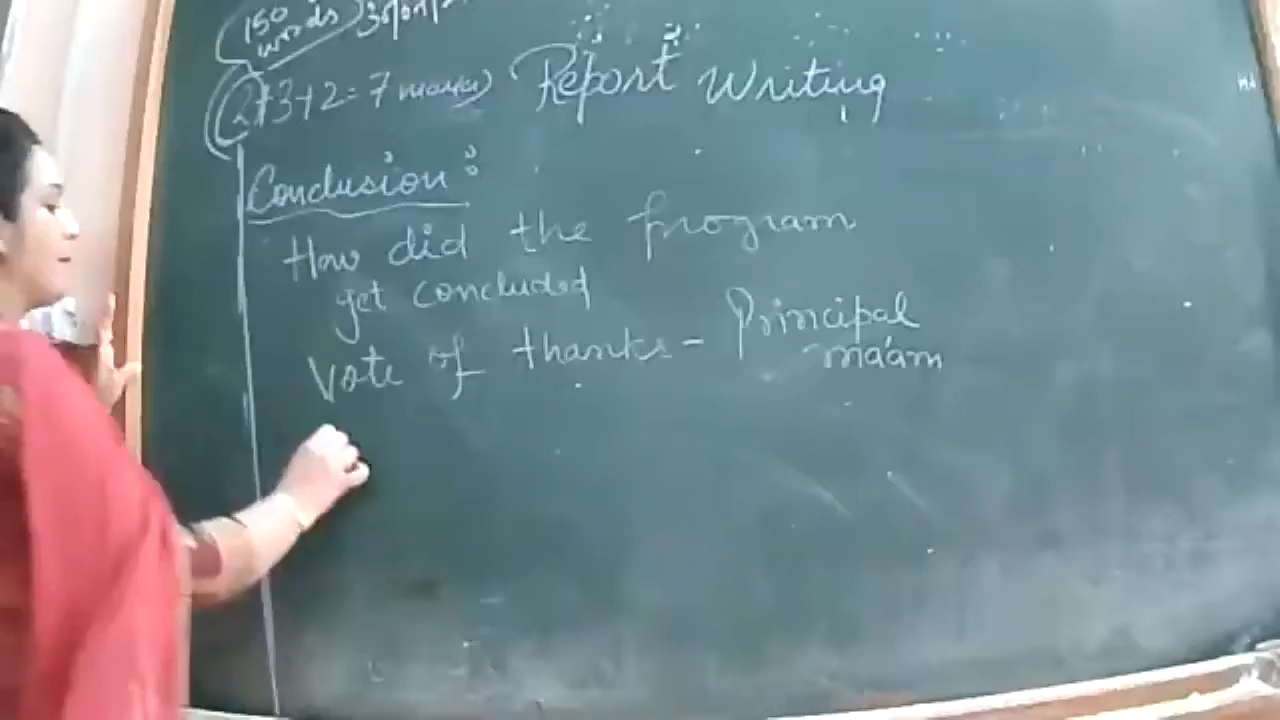 150
words
2+3+2=7 marks) Report Writing
Conclusion:
How did the program
get concluded
Vote of thanks - Principal
ma'am